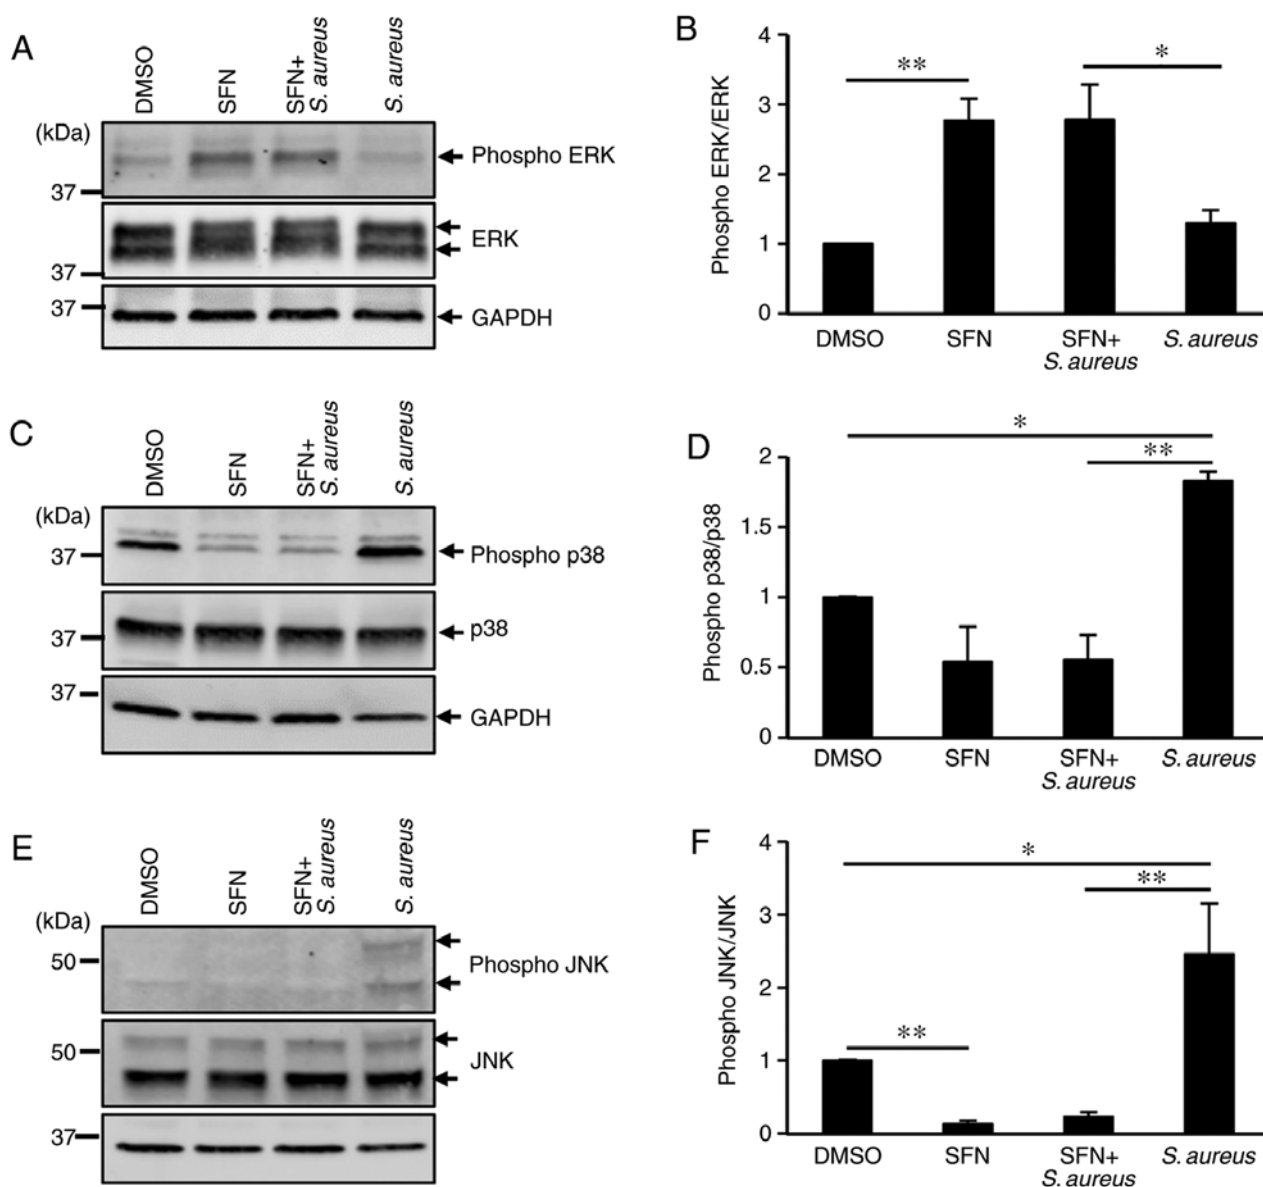 A
DMSO
SFN
SFN+
S. aureus
S. aureus
(kDa)
Phospho ERK
37
ERK
37
37
GAPDH
B
4
3
2
1
0
Phospho ERK/ERK
**
*
DMSO
SFN
SFN+
S. aureus
S. aureus
C
DMSO
SFN
SFN+
S. aureus
S. aureus
(kDa)
37
Phospho p38
37
p38
37
GAPDH
D
2
1.5
1
0.5
0
Phospho p38/p38
*
**
DMSO
SFN
SFN+
S. aureus
S. aureus
E
DMSO
SFN
SFN+
S. aureus
S. aureus
(kDa)
50
Phospho JNK
50
JNK
37
F
4
3
2
1
0
Phospho JNK/JNK
*
**
**
DMSO
SFN
SFN+
S. aureus
S. aureus